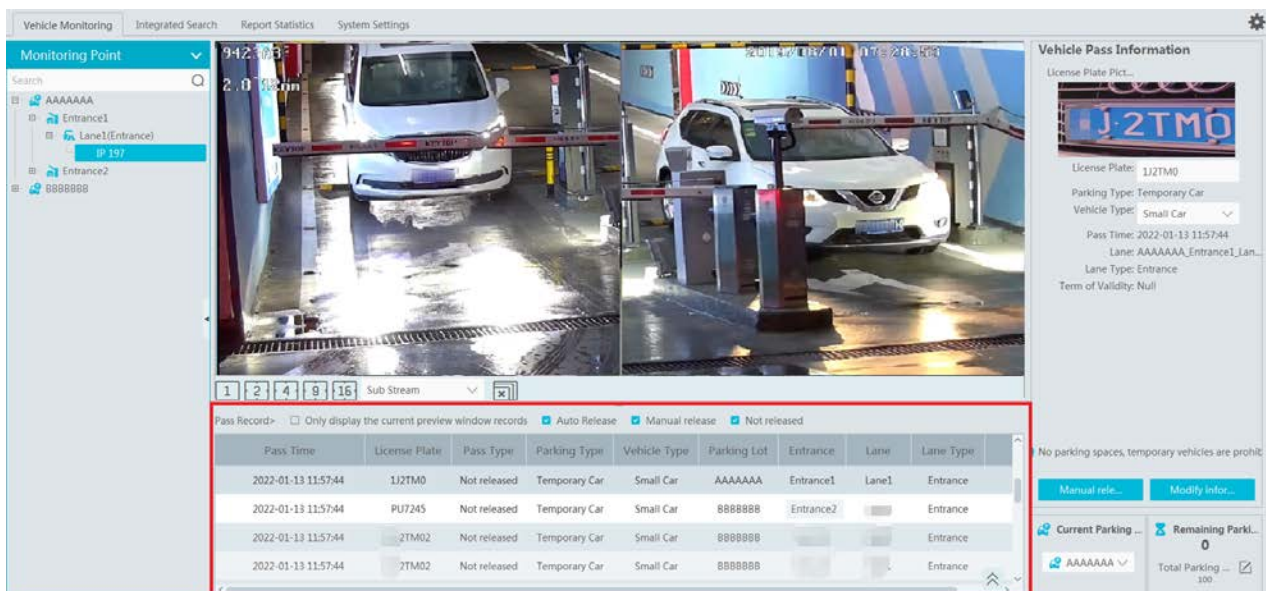 Vehicle Monitoring
Integrated Search
Report Statistics
System Settings
Monitoring Point
Search
AAAAAAA
Entrance1
Lane1(Entrance)
IP 197
Entrance2
BBBBBBB
1 2 4 9 16 Sub Stream
Pass Record> Only display the current preview window records Auto Release Manual release Not released
Pass Time License Plate Pass Type Parking Type Vehicle Type Parking Lot Entrance Lane Lane Type
2022-01-13 11:57:44 1J2TM0 Not released Temporary Car Small Car AAAAAAA Entrance1 Lane1 Entrance
2022-01-13 11:57:44 PU7245 Not released Temporary Car Small Car BBBBBBB Entrance2 Entrance
2022-01-13 11:57:44 2TM02 Not released Temporary Car Small Car BBBBBBB Entrance
2022-01-13 11:57:44 2TM02 Not released Temporary Car Small Car BBBBBBB Entrance
Vehicle Pass Information
License Plate Pict...
J·2TM0
License Plate: 1J2TM0
Parking Type: Temporary Car
Vehicle Type: Small Car
Pass Time: 2022-01-13 11:57:44
Lane: AAAAAAA_Entrance1_Lan...
Lane Type: Entrance
Term of Validity: Null
No parking spaces, temporary vehicles are prohib
Manual rele...
Modify infor...
Current Parking ...
AAAAAAA
Remaining Parki...
0
Total Parking ...
100